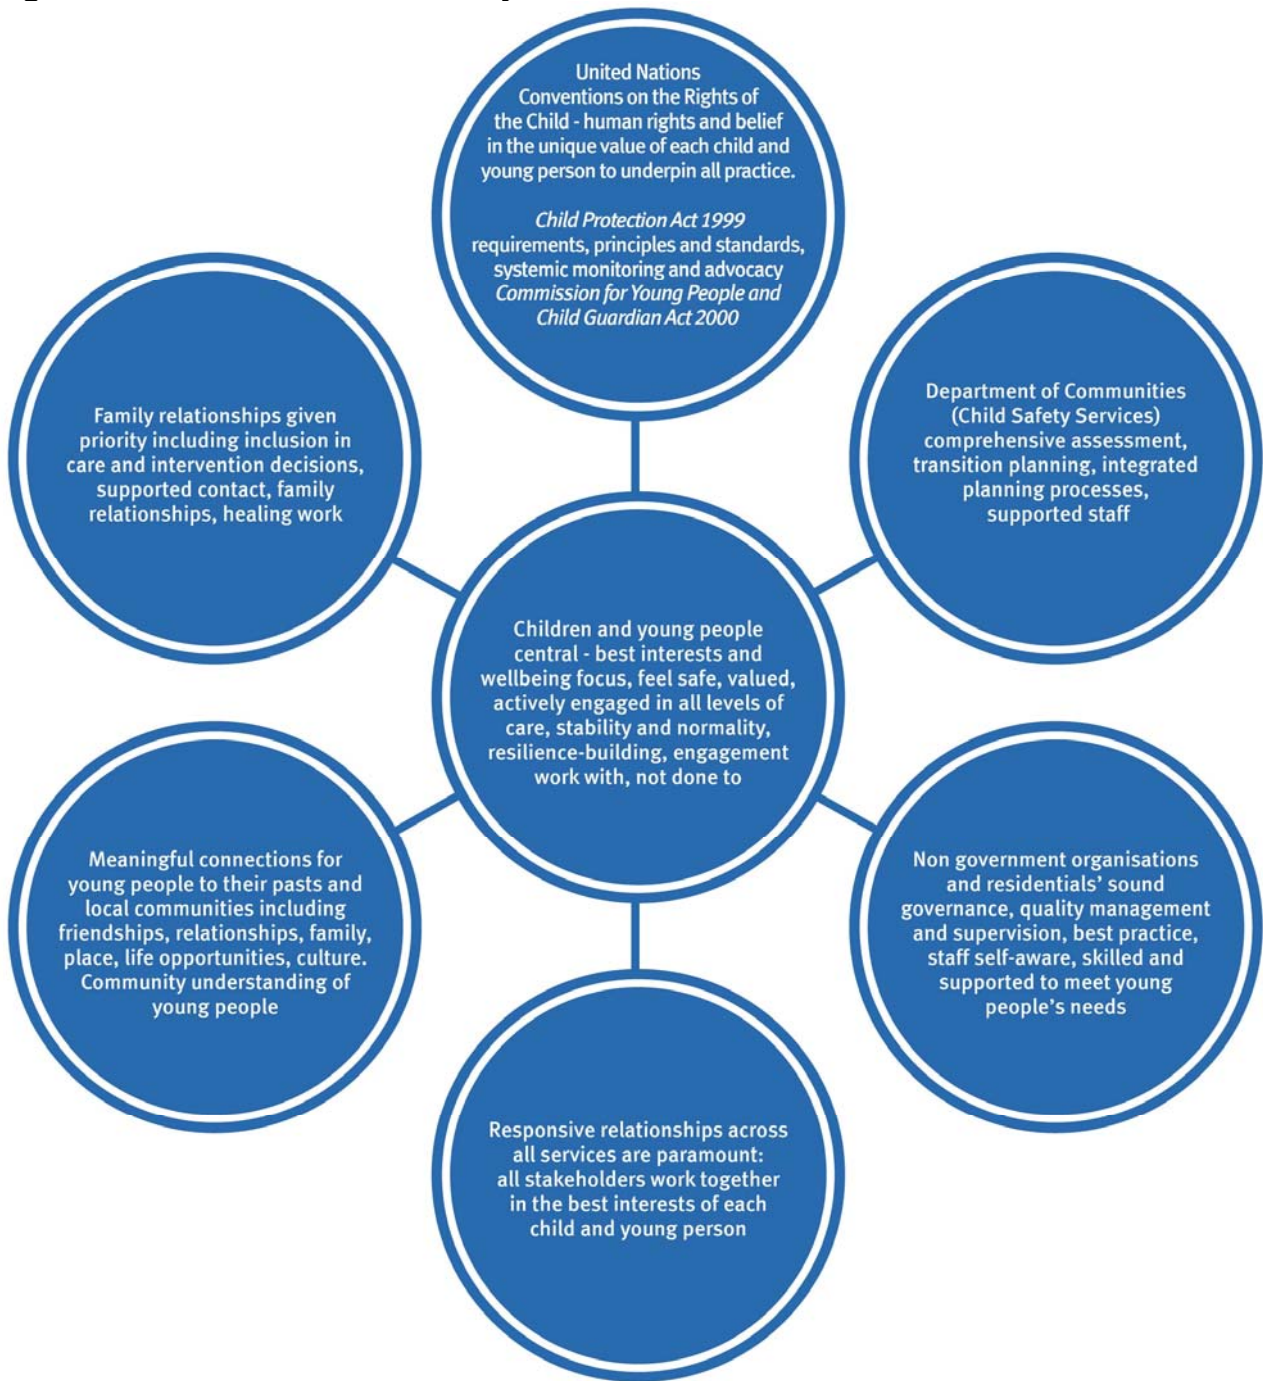 United Nations
Conventions on the Rights of
the Child - human rights and belief
in the unique value of each child and
young person to underpin all practice.
Child Protection Act 1999
requirements, principles and standards,
systemic monitoring and advocacy
Commission for Young People and
Child Guardian Act 2000
Family relationships given
priority including inclusion in
care and intervention decisions,
supported contact, family
relationships, healing work
Department of Communities
(Child Safety Services)
comprehensive assessment,
transition planning, integrated
planning processes,
supported staff
Children and young people
central - best interests and
wellbeing focus, feel safe, valued,
actively engaged in all levels of
care, stability and normality,
resilience-building, engagement
work with, not done to
Meaningful connections for
young people to their pasts and
local communities including
friendships, relationships, family,
place, life opportunities, culture.
Community understanding of
young people
Non government organisations
and residentials’ sound
governance, quality management
and supervision, best practice,
staff self-aware, skilled and
supported to meet young
people’s needs
Responsive relationships across
all services are paramount:
all stakeholders work together
in the best interests of each
child and young person